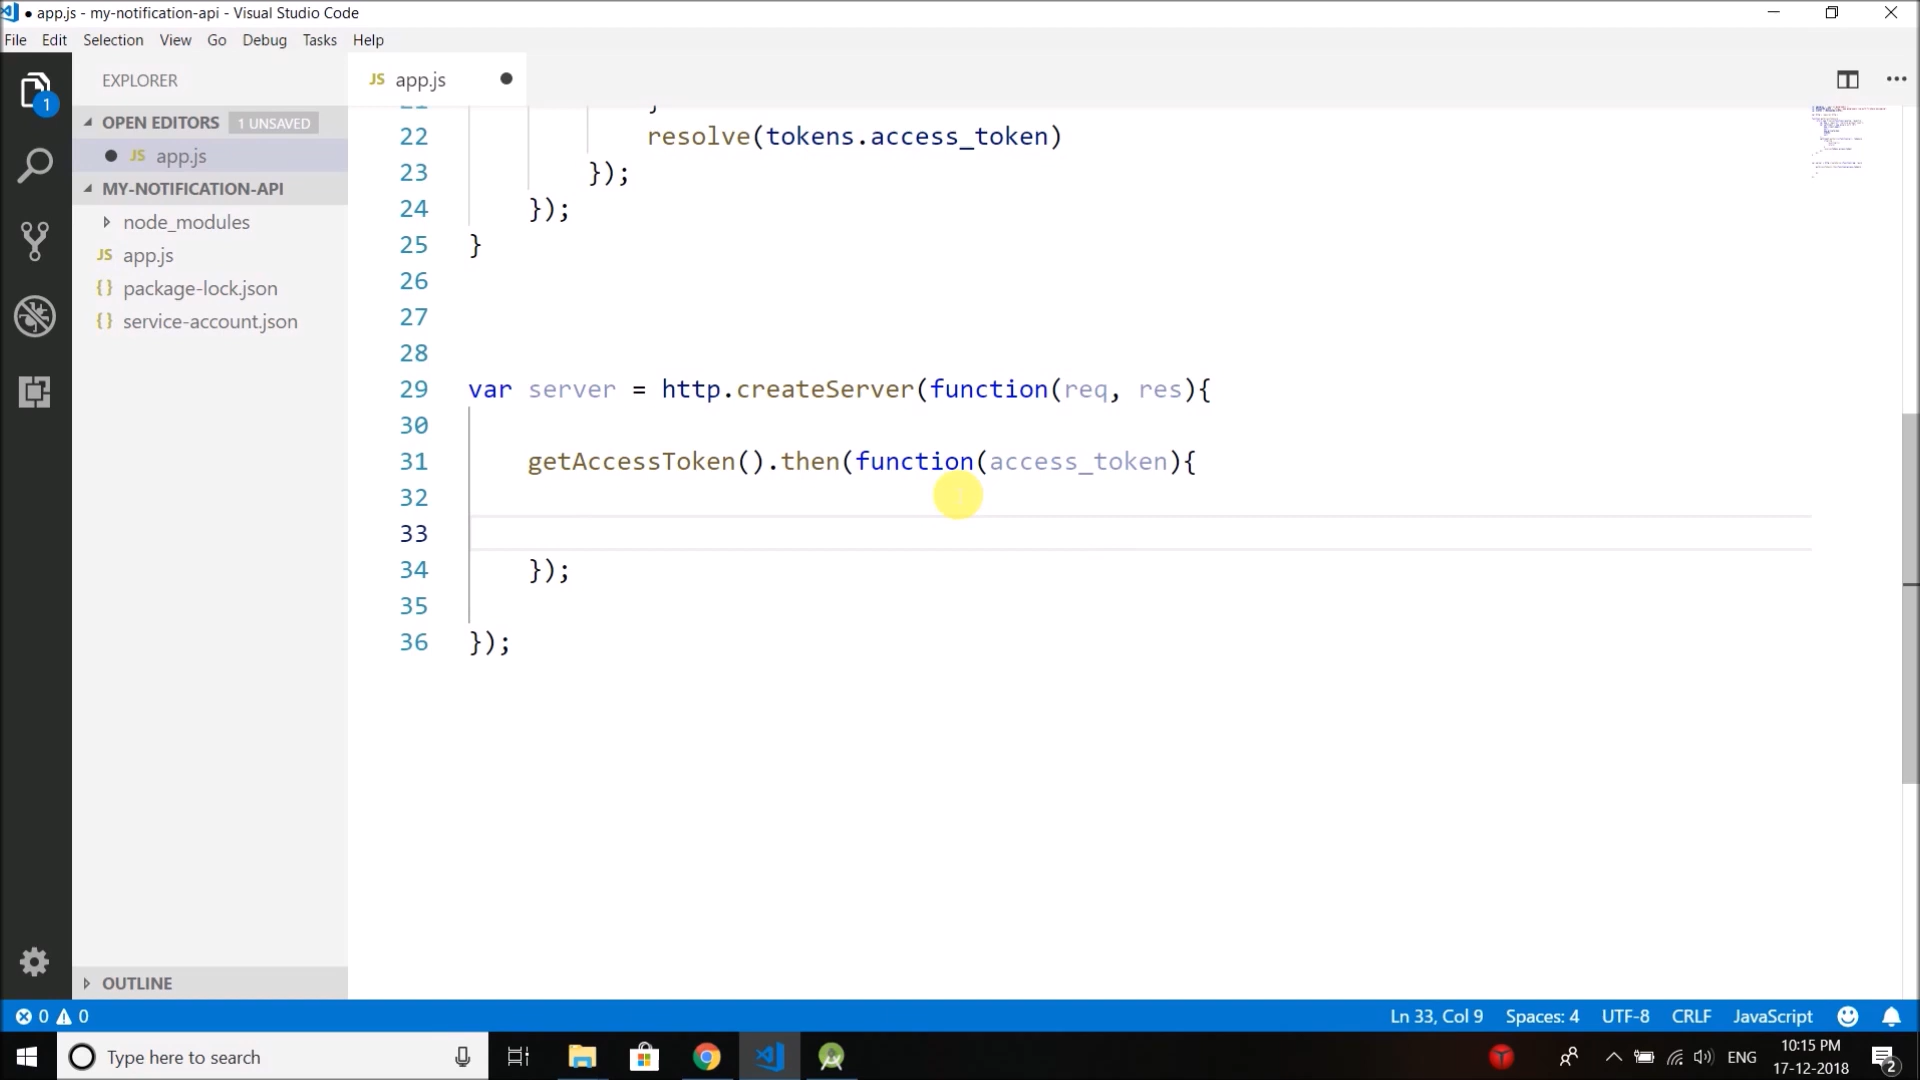 app.js - my-notification-api - Visual Studio Code
File Edit Selection View Go Debug Tasks Help
1
EXPLORER
OPEN EDITORS 1 UNSAVED
JS app.js
MY-NOTIFICATION-API
node_modules
JS app.js
{} package-lock.json
{} service-account.json
OUTLINE
JS app.js
22 resolve(tokens.access_token)
23 });
24 });
25 }
26
27
28
29 var server = http.createServer(function(req, res){
30
31 getAccessToken().then(function(access_token){
32
33
34 });
35
36 });
0 0
Ln 33, Col 9 Spaces: 4 UTF-8 CRLF JavaScript
Type here to search
ENG
10:15 PM
17-12-2018
2